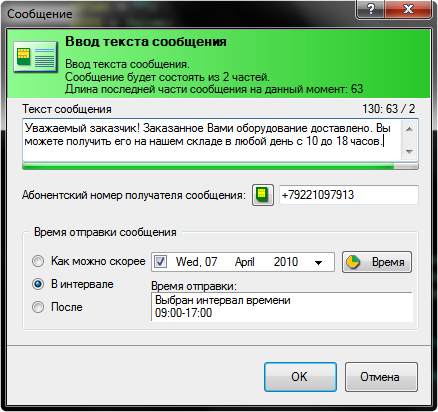 Сообщение
Ввод текста сообщения
Ввод текста сообщения.
Сообщение будет состоять из 2 частей.
Длина последней части сообщения на данный момент: 63
Текст сообщения 130: 63 / 2
Уважаемый заказчик! Заказанное Вами оборудование доставлено. Вы
можете получить его на нашем складе в любой день с 10 до 18 часов.
Абонентский номер получателя сообщения: +79221097913
Время отправки сообщения
Как можно скорее Wed, 07 April 2010 Время
В интервале Время отправки:
После Выбран интервал времени
09:00-17:00
OK Отмена